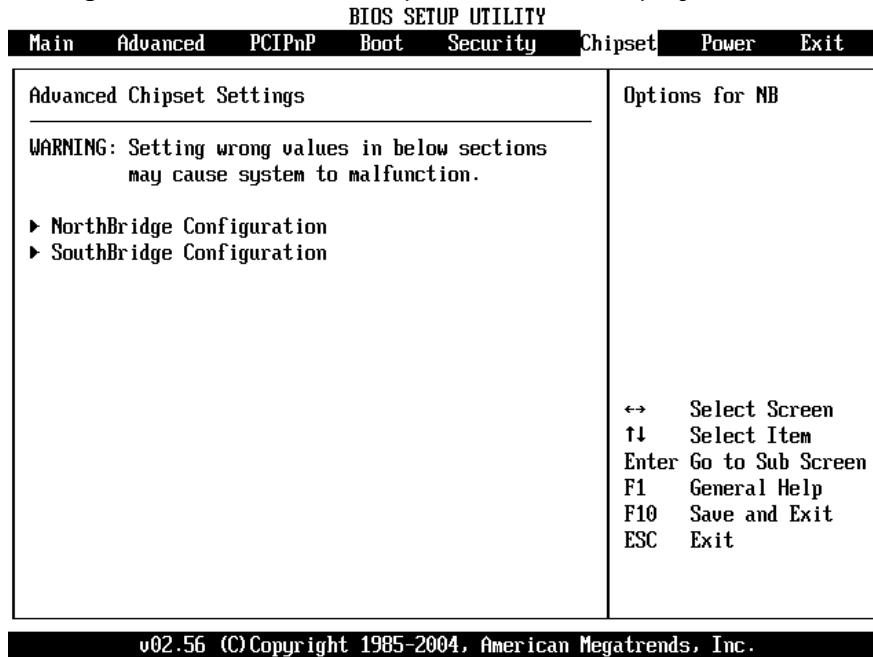 BIOS SETUP UTILITY
Main Advanced PCIPnP Boot Security Chipset Power Exit
Advanced Chipset Settings
WARNING: Setting wrong values in below sections
may cause system to malfunction.
▶ NorthBridge Configuration
▶ SouthBridge Configuration
Options for NB
↔ Select Screen
↑↓ Select Item
Enter Go to Sub Screen
F1 General Help
F10 Save and Exit
ESC Exit
v02.56 (C)Copyright 1985-2004, American Megatrends, Inc.